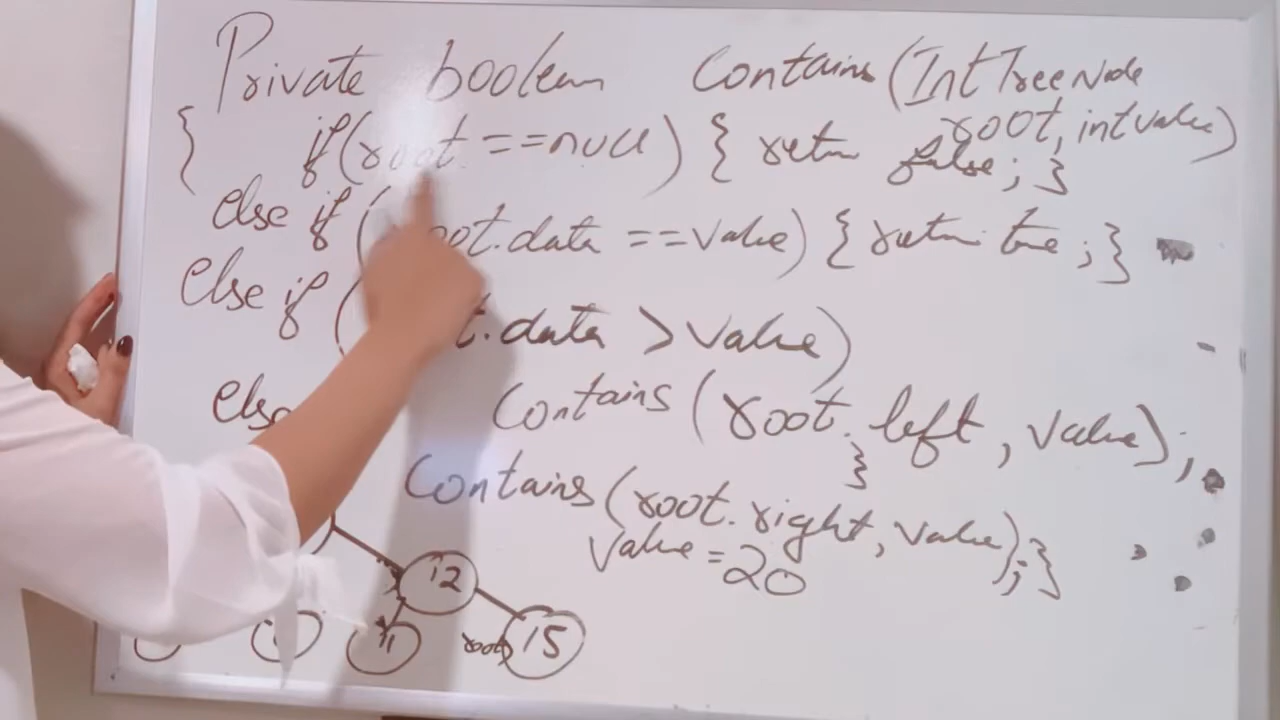 Private boolean Contains (IntTreeNode
root, int value)
{ if (root == null) { return false; }
Else if ( root.data == value) { return true; }
Else if ( .data > value)
Else Contains (root.left, value);
}
Contains (root.right, value); }
Value = 20
12
11 root 15